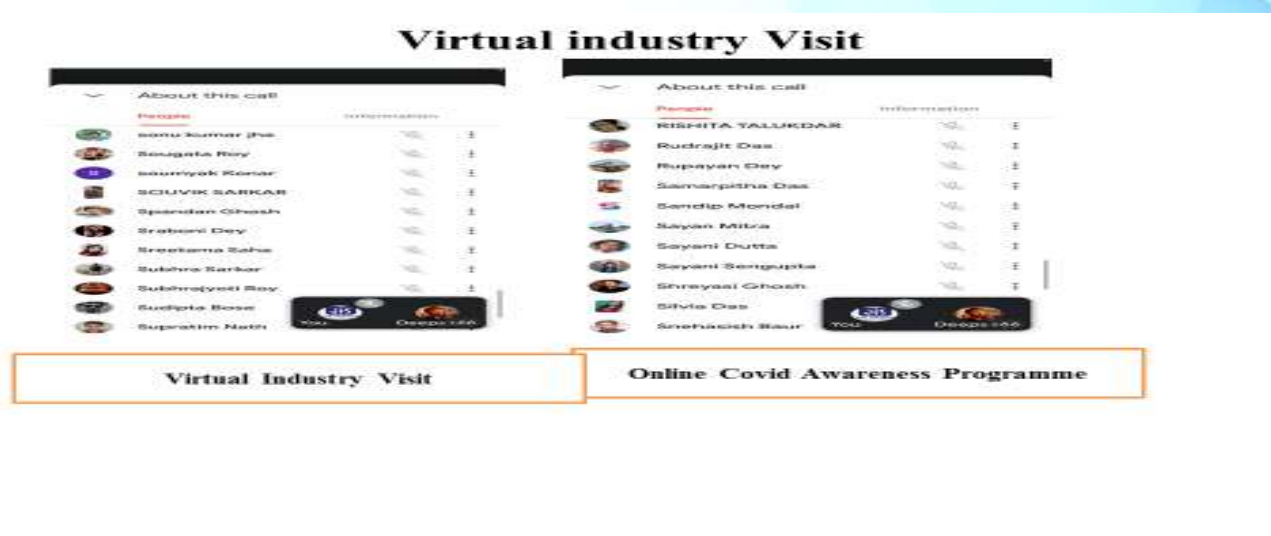 Virtual industry Visit
About this call
People Information
sonu kumar jha
Sougata Roy
soumyak Konar
SOUVIK SARKAR
Spandan Ghosh
Sraboni Dey
Sreetama Saha
Subhra Sarkar
Subhrajyoti Roy
Sudipta Bose
Supratim Nath
You
Virtual Industry Visit
About this call
People Information
RISHITA TALUKDAR
Rudrajit Das
Rupayan Dey
Samarpitha Das
Sandip Mondal
Sayan Mitra
Sayani Dutta
Sayani Sengupta
Shreyasi Ghosh
Silvia Das
Snehasish Baur
You
Online Covid Awareness Programme